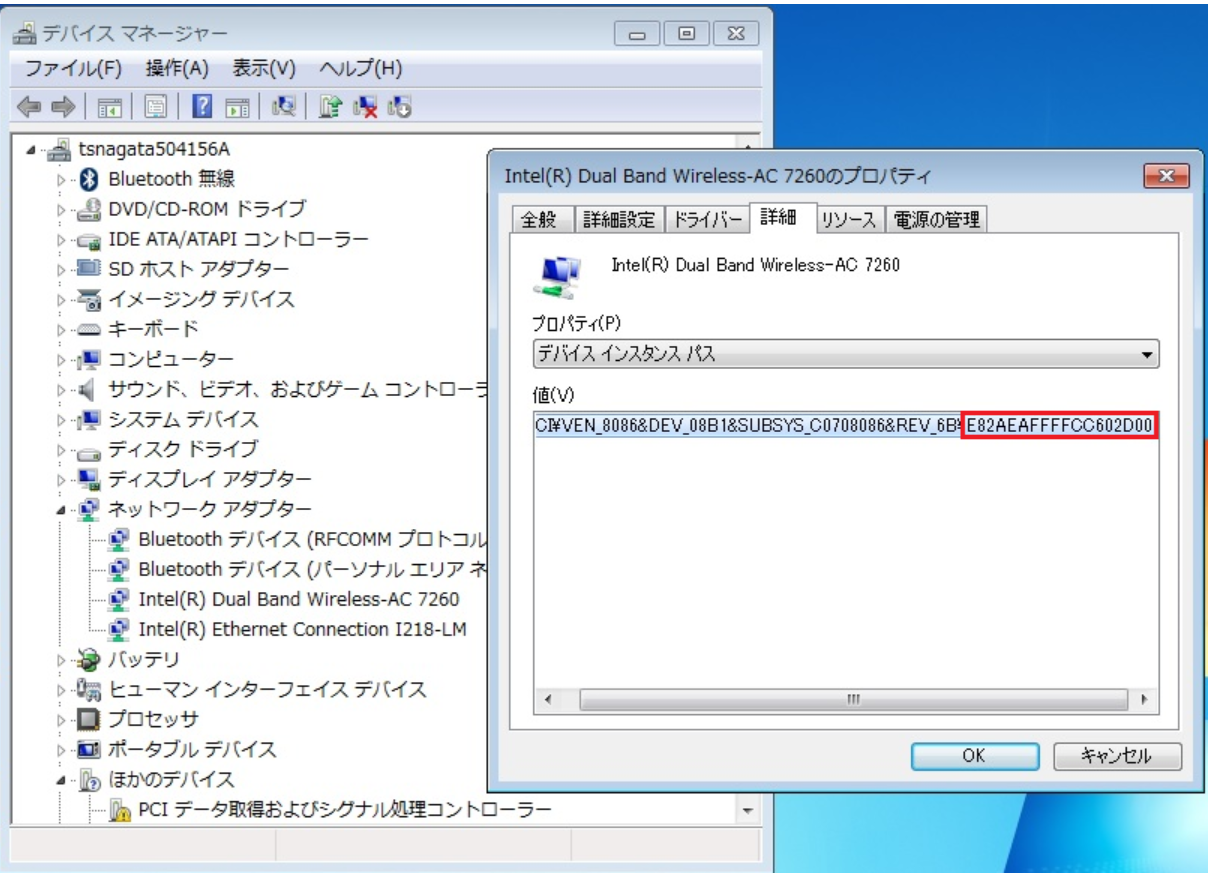 デバイス マネージャー
ファイル(F) 操作(A) 表示(V) ヘルプ(H)
tsnagata504156A
Bluetooth 無線
DVD/CD-ROM ドライブ
IDE ATA/ATAPI コントローラー
SD ホスト アダプター
イメージング デバイス
キーボード
コンピューター
サウンド、ビデオ、およびゲーム コントローラ
システム デバイス
ディスク ドライブ
ディスプレイ アダプター
ネットワーク アダプター
Bluetooth デバイス (RFCOMM プロトコル
Bluetooth デバイス (パーソナル エリア ネ
Intel(R) Dual Band Wireless-AC 7260
Intel(R) Ethernet Connection I218-LM
バッテリ
ヒューマン インターフェイス デバイス
プロセッサ
ポータブル デバイス
ほかのデバイス
PCI データ取得およびシグナル処理コントローラー
Intel(R) Dual Band Wireless-AC 7260のプロパティ
全般 詳細設定 ドライバー 詳細 リソース 電源の管理
Intel(R) Dual Band Wireless-AC 7260
プロパティ(P)
デバイス インスタンス パス
値(V)
CI¥VEN_8086&DEV_08B1&SUBSYS_C0708086&REV_6B¥E82AEAFFFFCC602D00
OK キャンセル